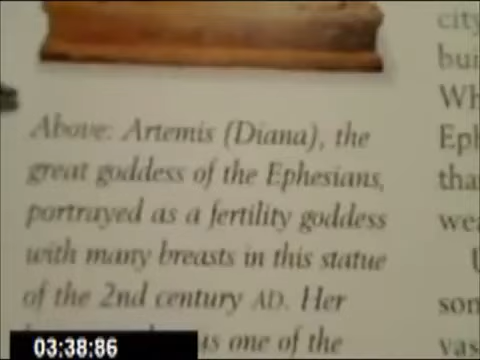 Above: Artemis (Diana), the
great goddess of the Ephesians,
portrayed as a fertility goddess
with many breasts in this statue
of the 2nd century AD. Her
is one of the
city
bui
Wh
Eph
tha
wea
U
son
vas
03:38:86